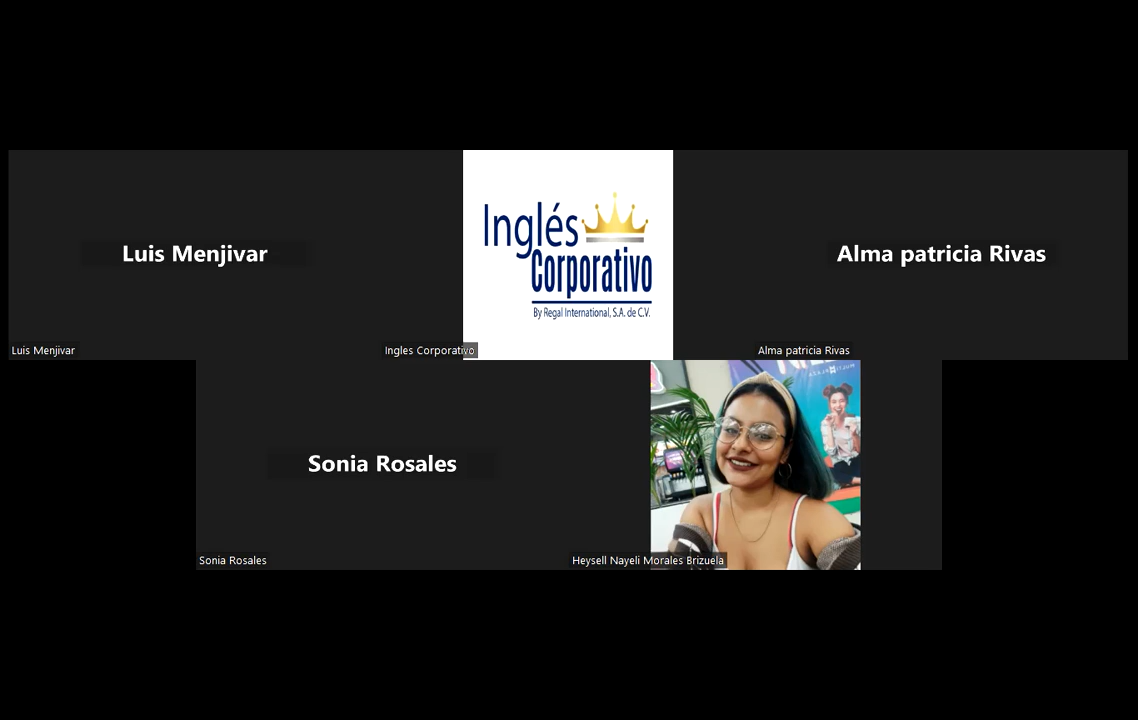 Luis Menjivar
Inglés
Corporativo
By Regal International, S.A. de C.V.
Alma patricia Rivas
Luis Menjivar
Ingles Corporativo
Alma patricia Rivas
Sonia Rosales
Sonia Rosales
Heysell Nayeli Morales Brizuela